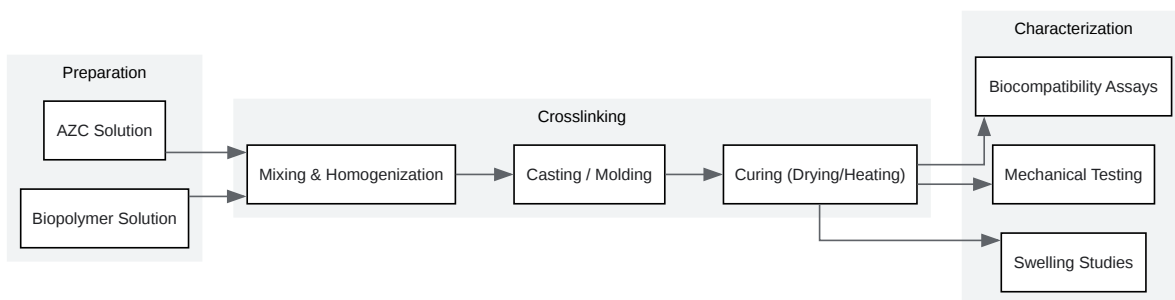 Preparation
AZC Solution
Biopolymer Solution
Crosslinking
Mixing & Homogenization
Casting / Molding
Curing (Drying/Heating)
Characterization
Biocompatibility Assays
Mechanical Testing
Swelling Studies